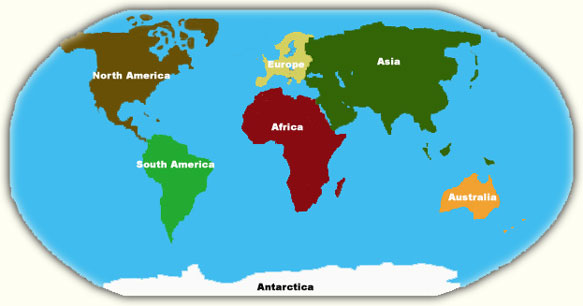 Europe
Asia
North America
Africa
South America
Australia
Antarctica